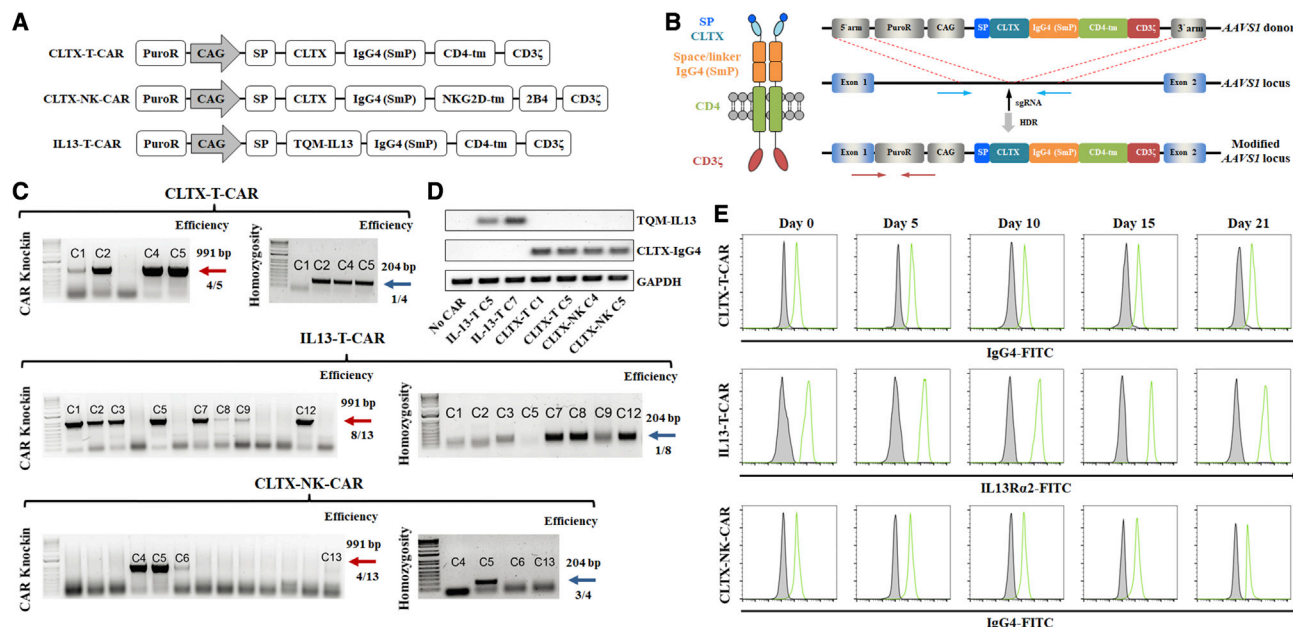 A
CLTX-T-CAR PuroR CAG SP CLTX IgG4 (SmP) CD4-tm CD3ζ
CLTX-NK-CAR PuroR CAG SP CLTX IgG4 (SmP) NKG2D-tm 2B4 CD3ζ
IL13-T-CAR PuroR CAG SP TQM-IL13 IgG4 (SmP) CD4-tm CD3ζ
B
SP
CLTX
Space/linker
IgG4 (SmP)
CD4
CD3ζ
5`arm PuroR CAG SP CLTX IgG4 (SmP) CD4-tm CD3ζ 3`arm AAVS1 donor
Exon 1 Exon 2 AAVS1 locus
sgRNA
HDR
Exon 1 PuroR CAG SP CLTX IgG4 (SmP) CD4-tm CD3ζ Exon 2 Modified AAVS1 locus
C
CLTX-T-CAR
CAR Knockin
C1 C2 C4 C5
Efficiency
991 bp
4/5
Homozygosity
C1 C2 C4 C5
Efficiency
204 bp
1/4
D
TQM-IL13
CLTX-IgG4
GAPDH
No CAR
IL-13-T C5
IL-13-T C7
CLTX-T C1
CLTX-T C5
CLTX-NK C4
CLTX-NK C5
IL13-T-CAR
CAR Knockin
C1 C2 C3 C5 C7 C8 C9 C12
Efficiency
991 bp
8/13
Homozygosity
C1 C2 C3 C5 C7 C8 C9 C12
Efficiency
204 bp
1/8
CLTX-NK-CAR
CAR Knockin
C4 C5 C6 C13
Efficiency
991 bp
4/13
Homozygosity
C4 C5 C6 C13
Efficiency
204 bp
3/4
E
Day 0 Day 5 Day 10 Day 15 Day 21
CLTX-T-CAR
IgG4-FITC
IL13-T-CAR
IL13Rα2-FITC
CLTX-NK-CAR
IgG4-FITC